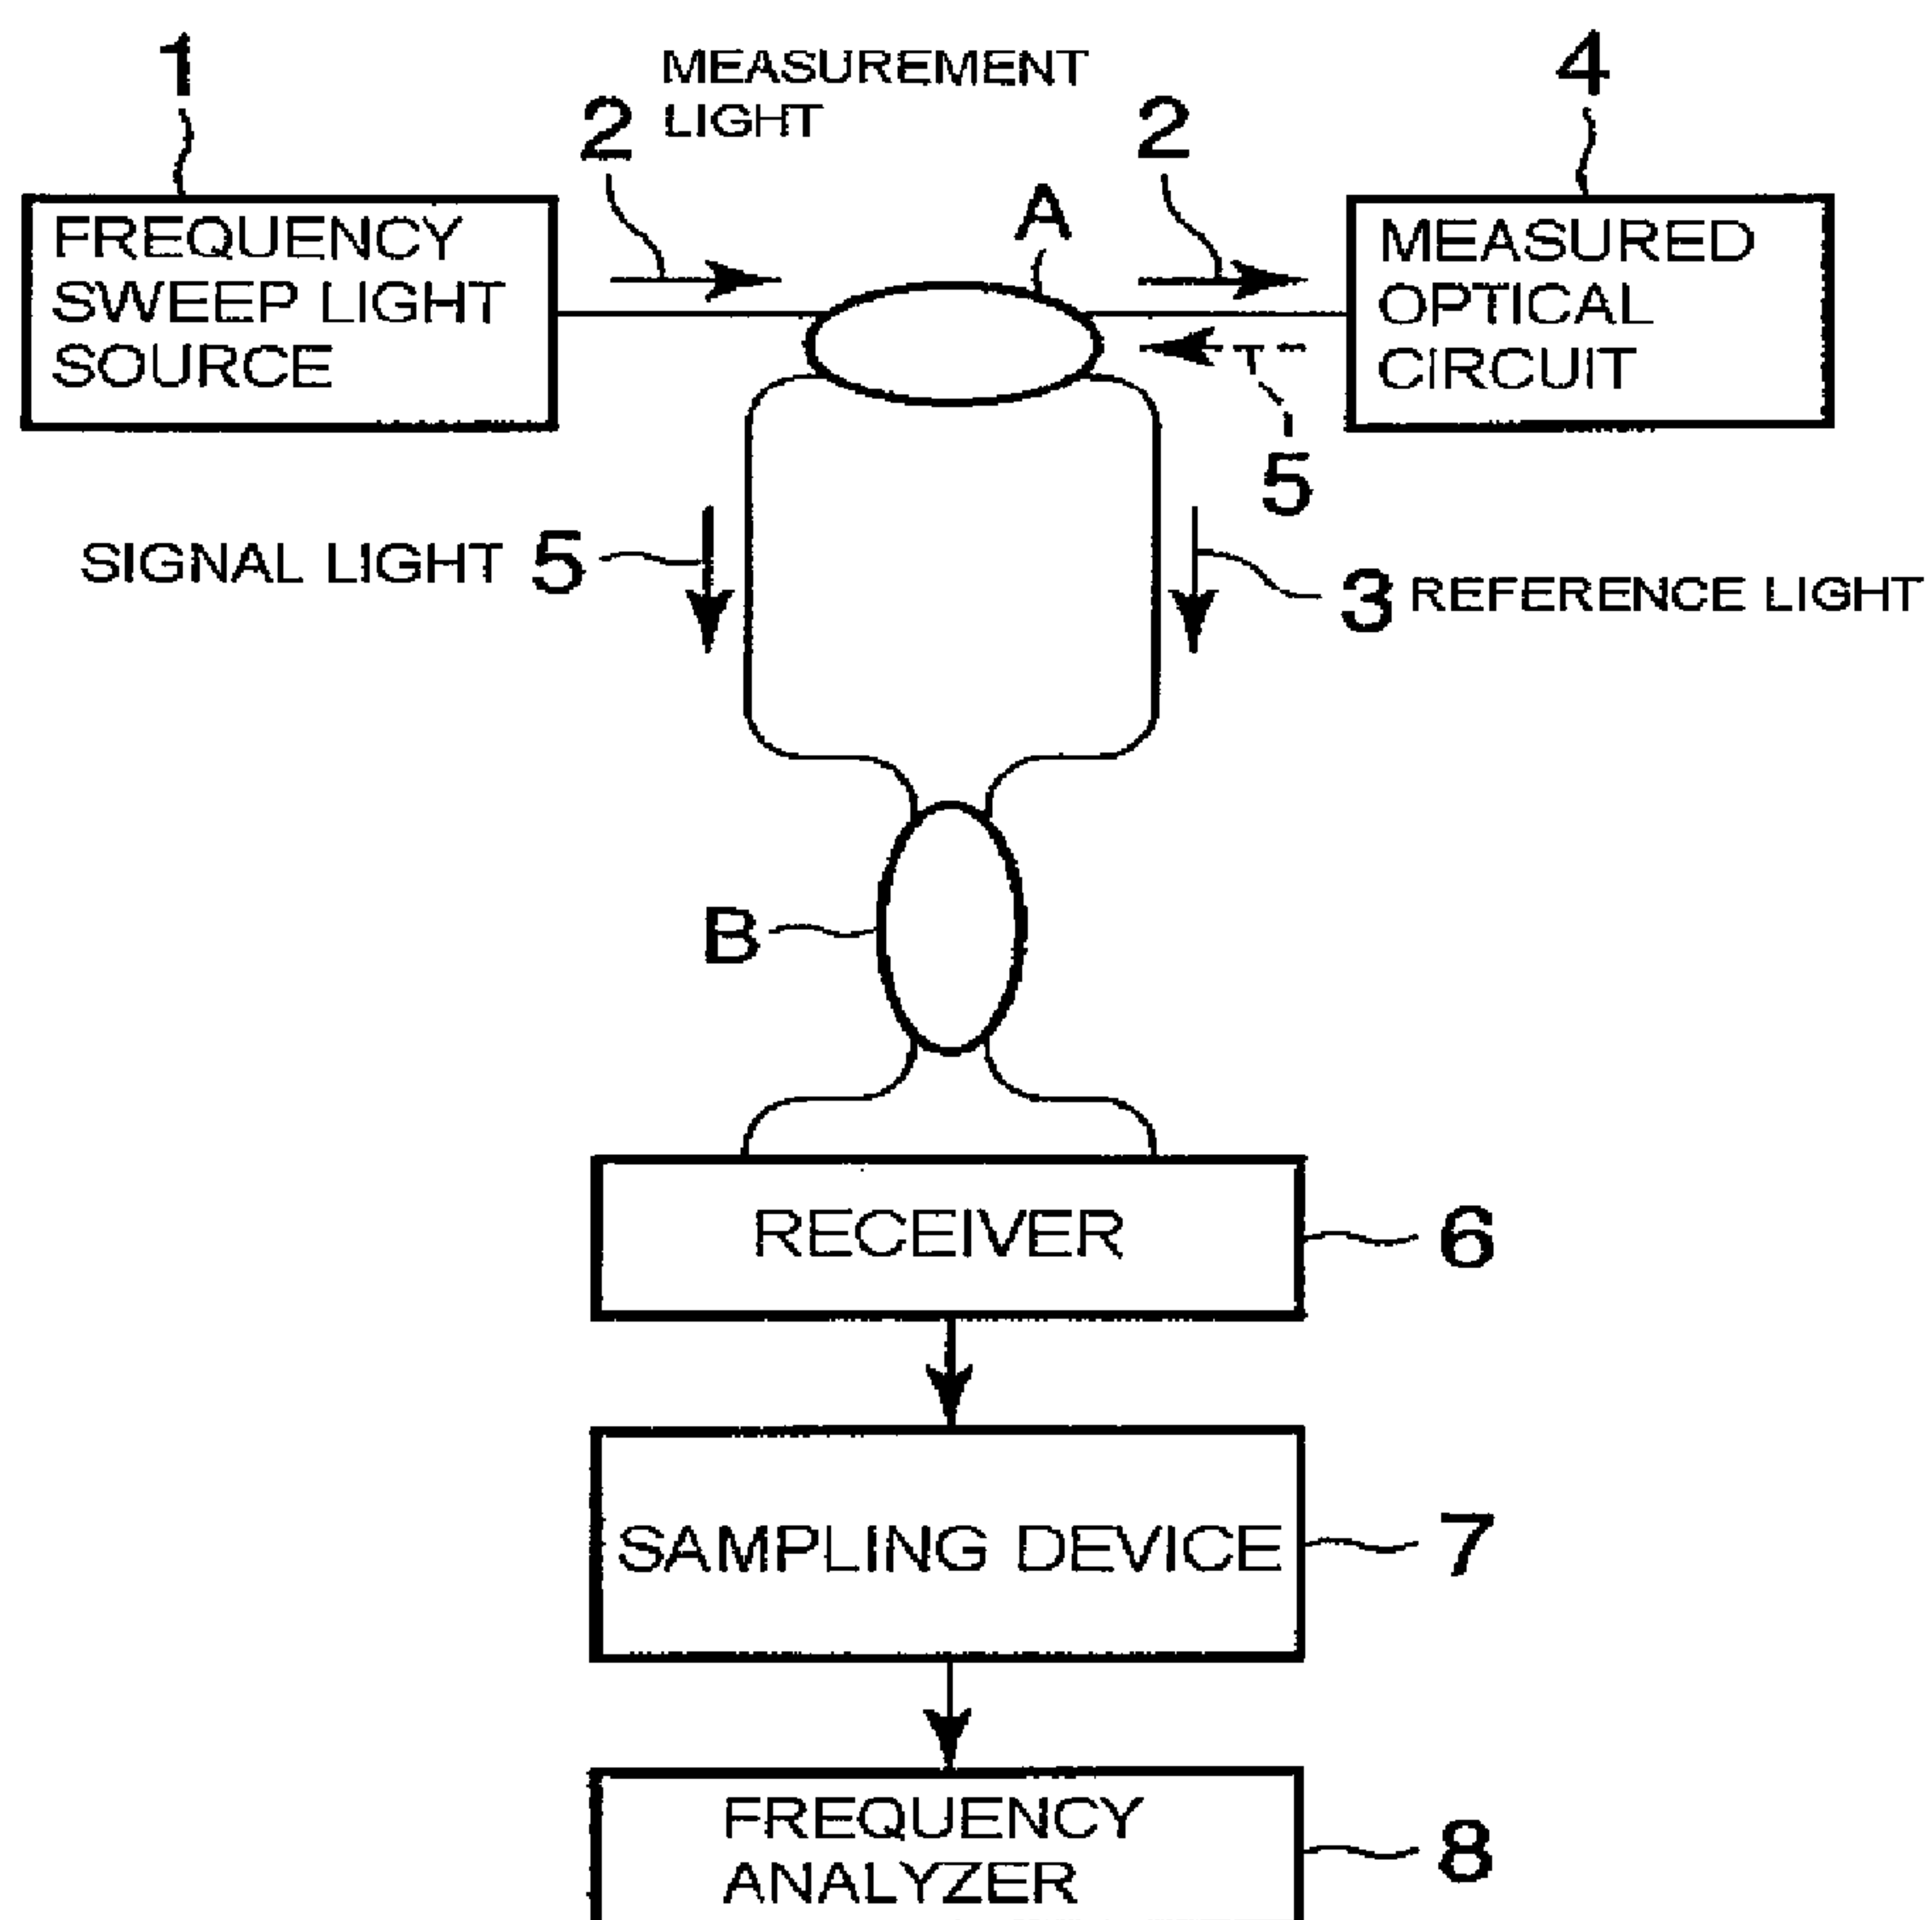 1
MEASUREMENT
LIGHT
2
2
4
A
FREQUENCY
SWEEP LIGHT
SOURCE
MEASURED
OPTICAL
CIRCUIT
5
SIGNAL LIGHT 5
3 REFERENCE LIGHT
B
RECEIVER
6
SAMPLING DEVICE
7
FREQUENCY
ANALYZER
8